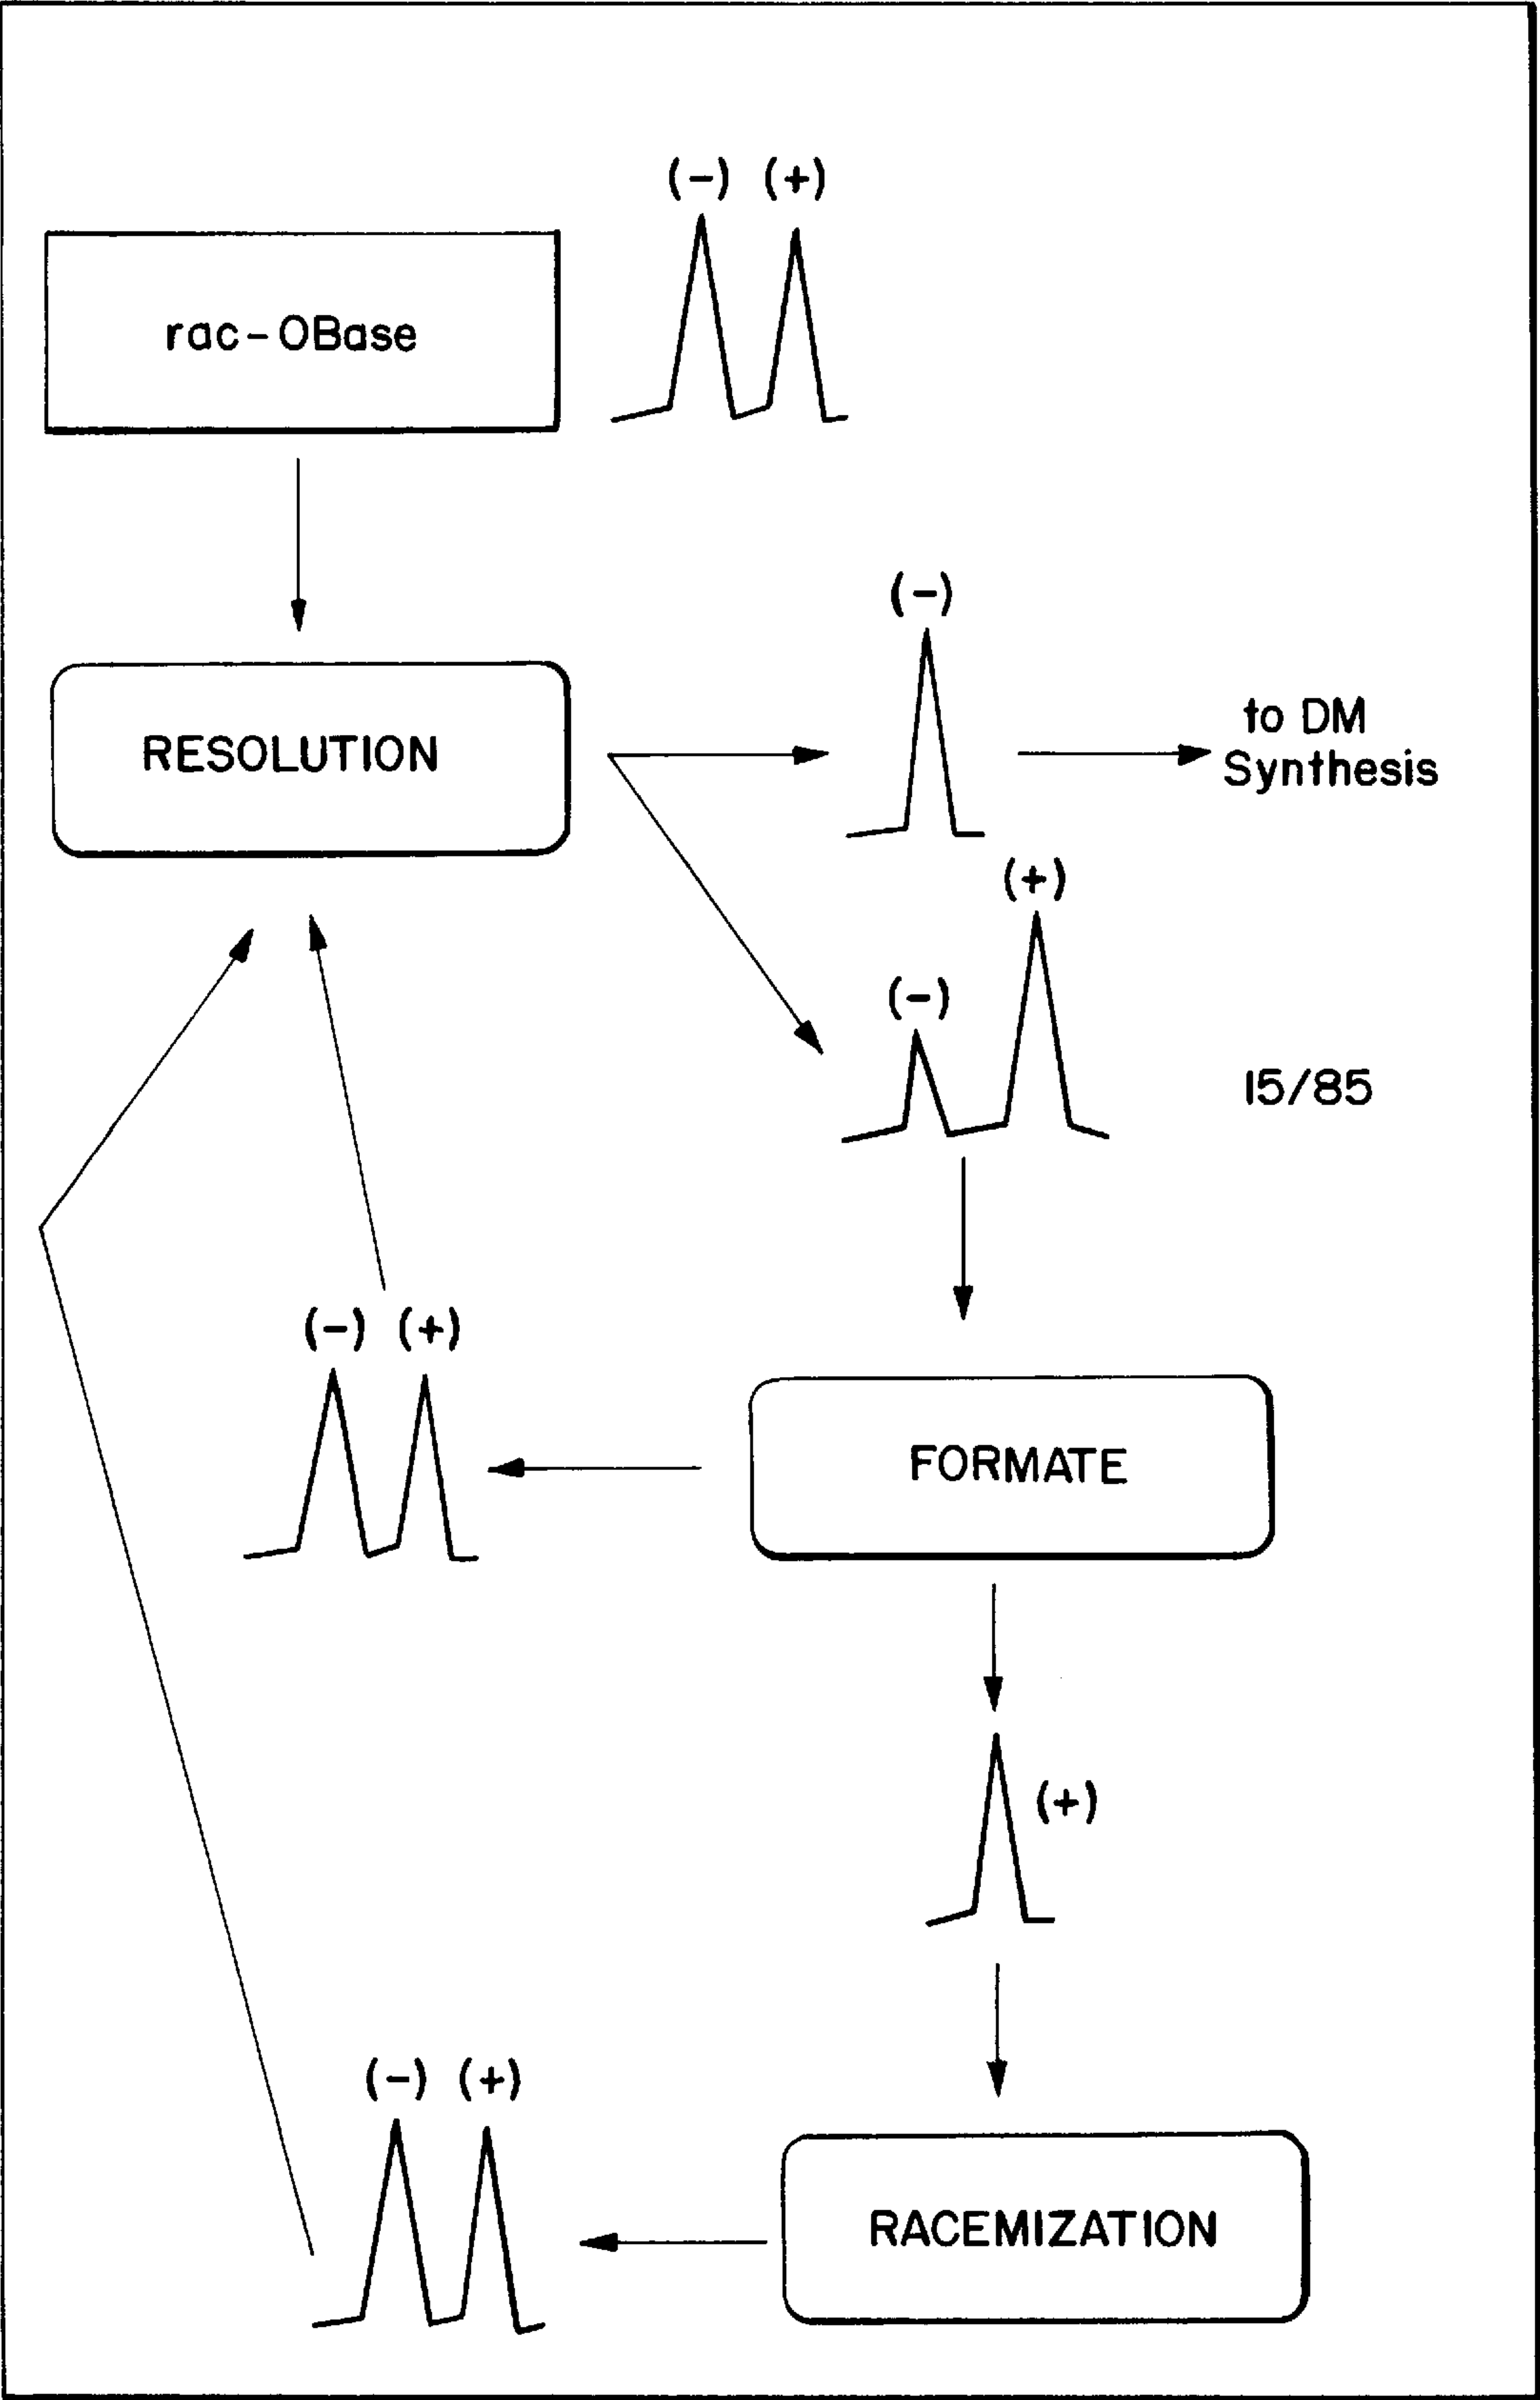 (-) (+)
rac-OBase
(-)
RESOLUTION
to DM
Synthesis
(+)
(-)
15/85
(-) (+)
FORMATE
(+)
(-) (+)
RACEMIZATION